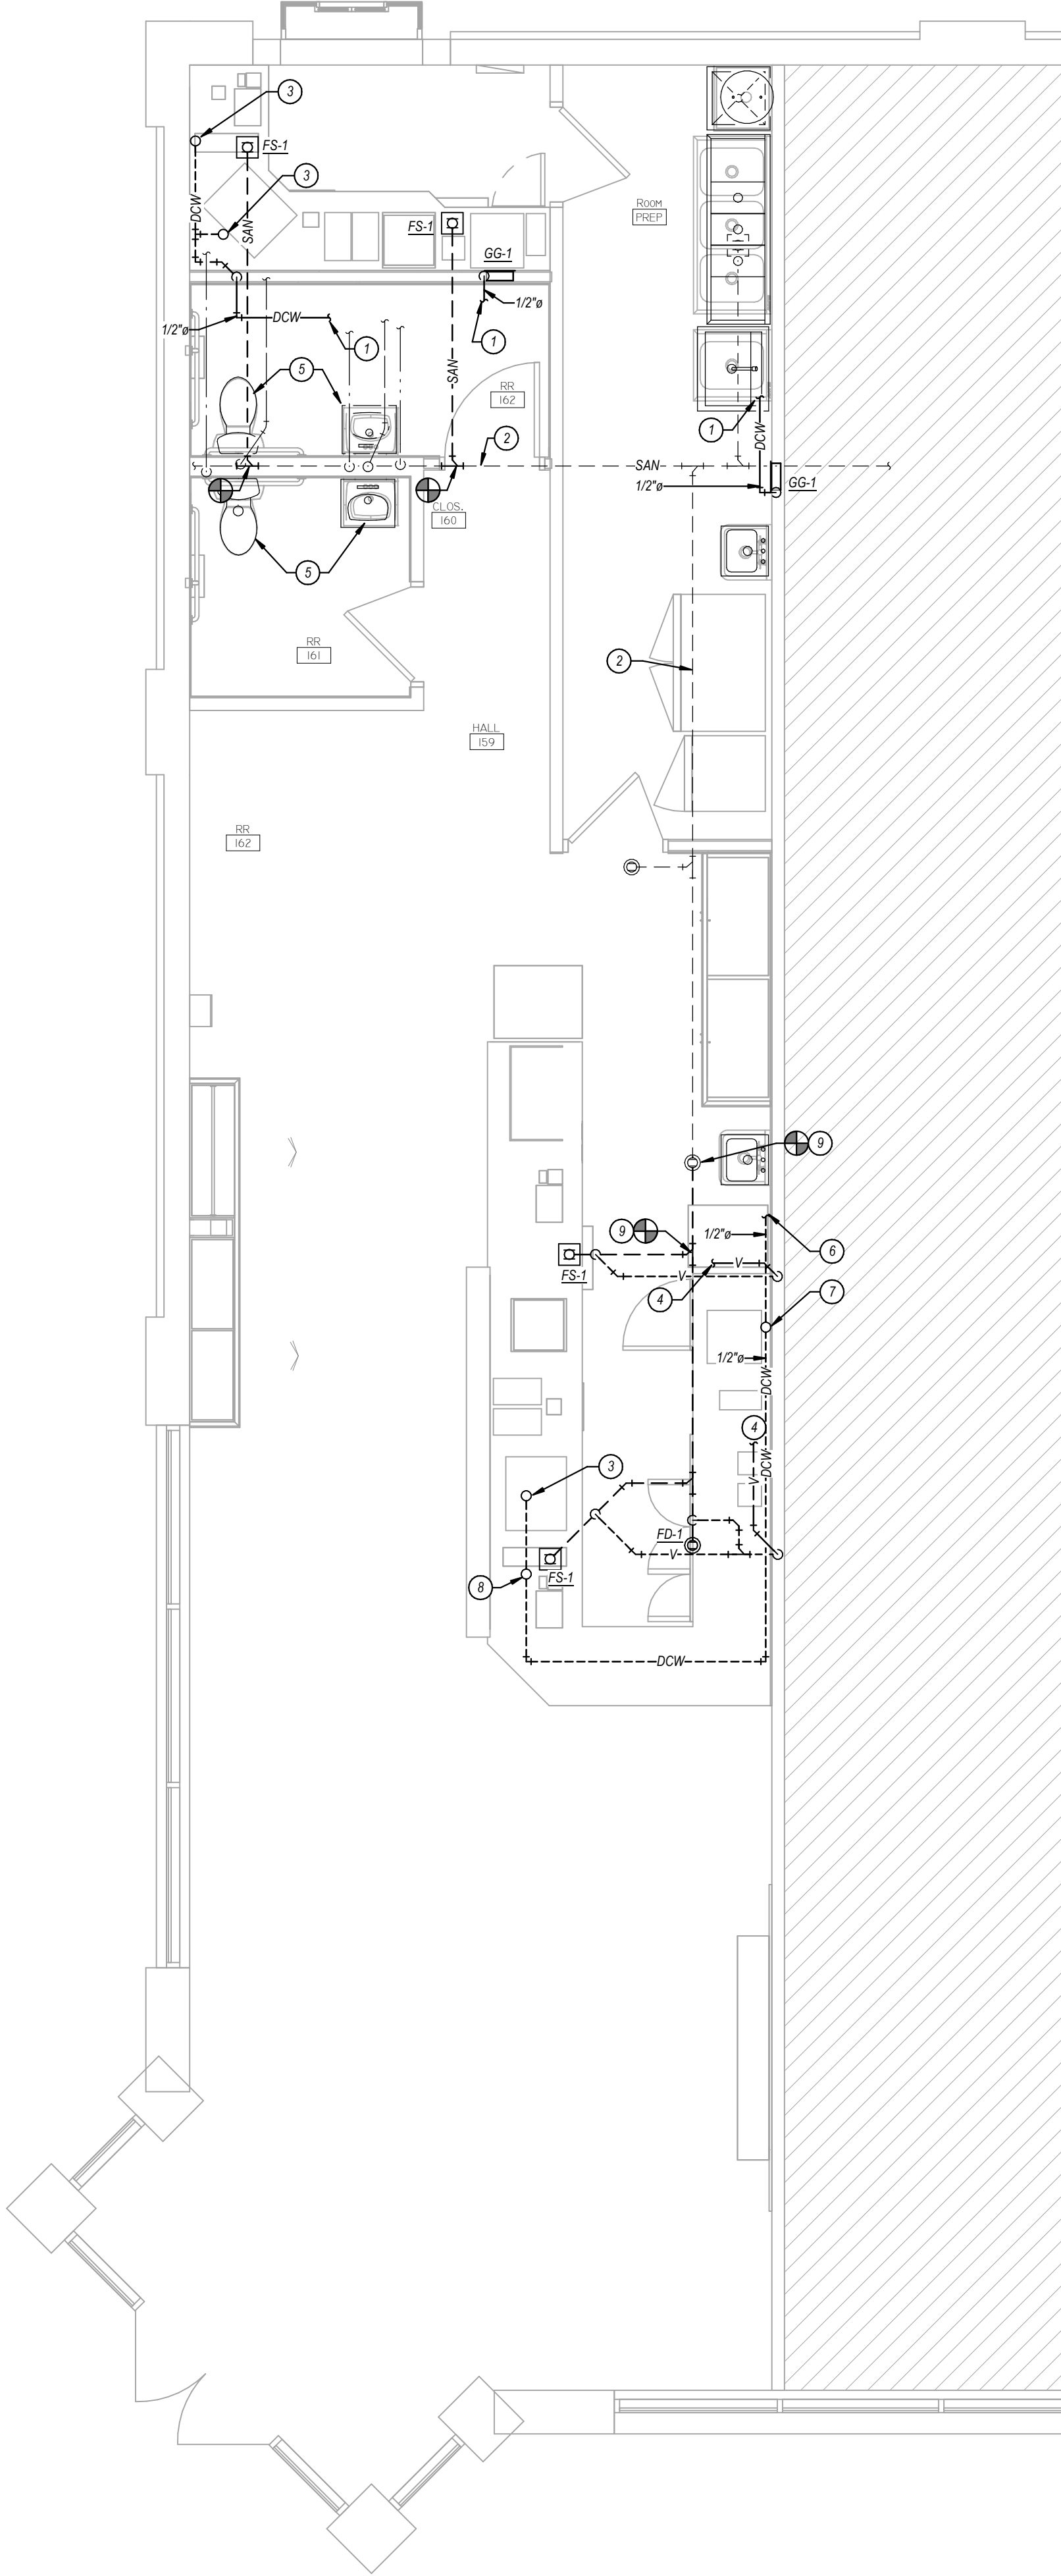 3
FS-1
3
DCW
SAN
FS-1
GG-1
1/2"ø
1/2"ø
DCW
1
1
5
SAN
RR
162
ROOM
PREP
2
1
DCW
SAN
1/2"ø
GG-1
CLOS.
160
5
RR
161
2
HALL
159
RR
162
9
9
1/2"ø
6
FS-1
V
V
4
7
1/2"ø
DCW
4
DCW
V
3
FD-1
V
8
FS-1
DCW